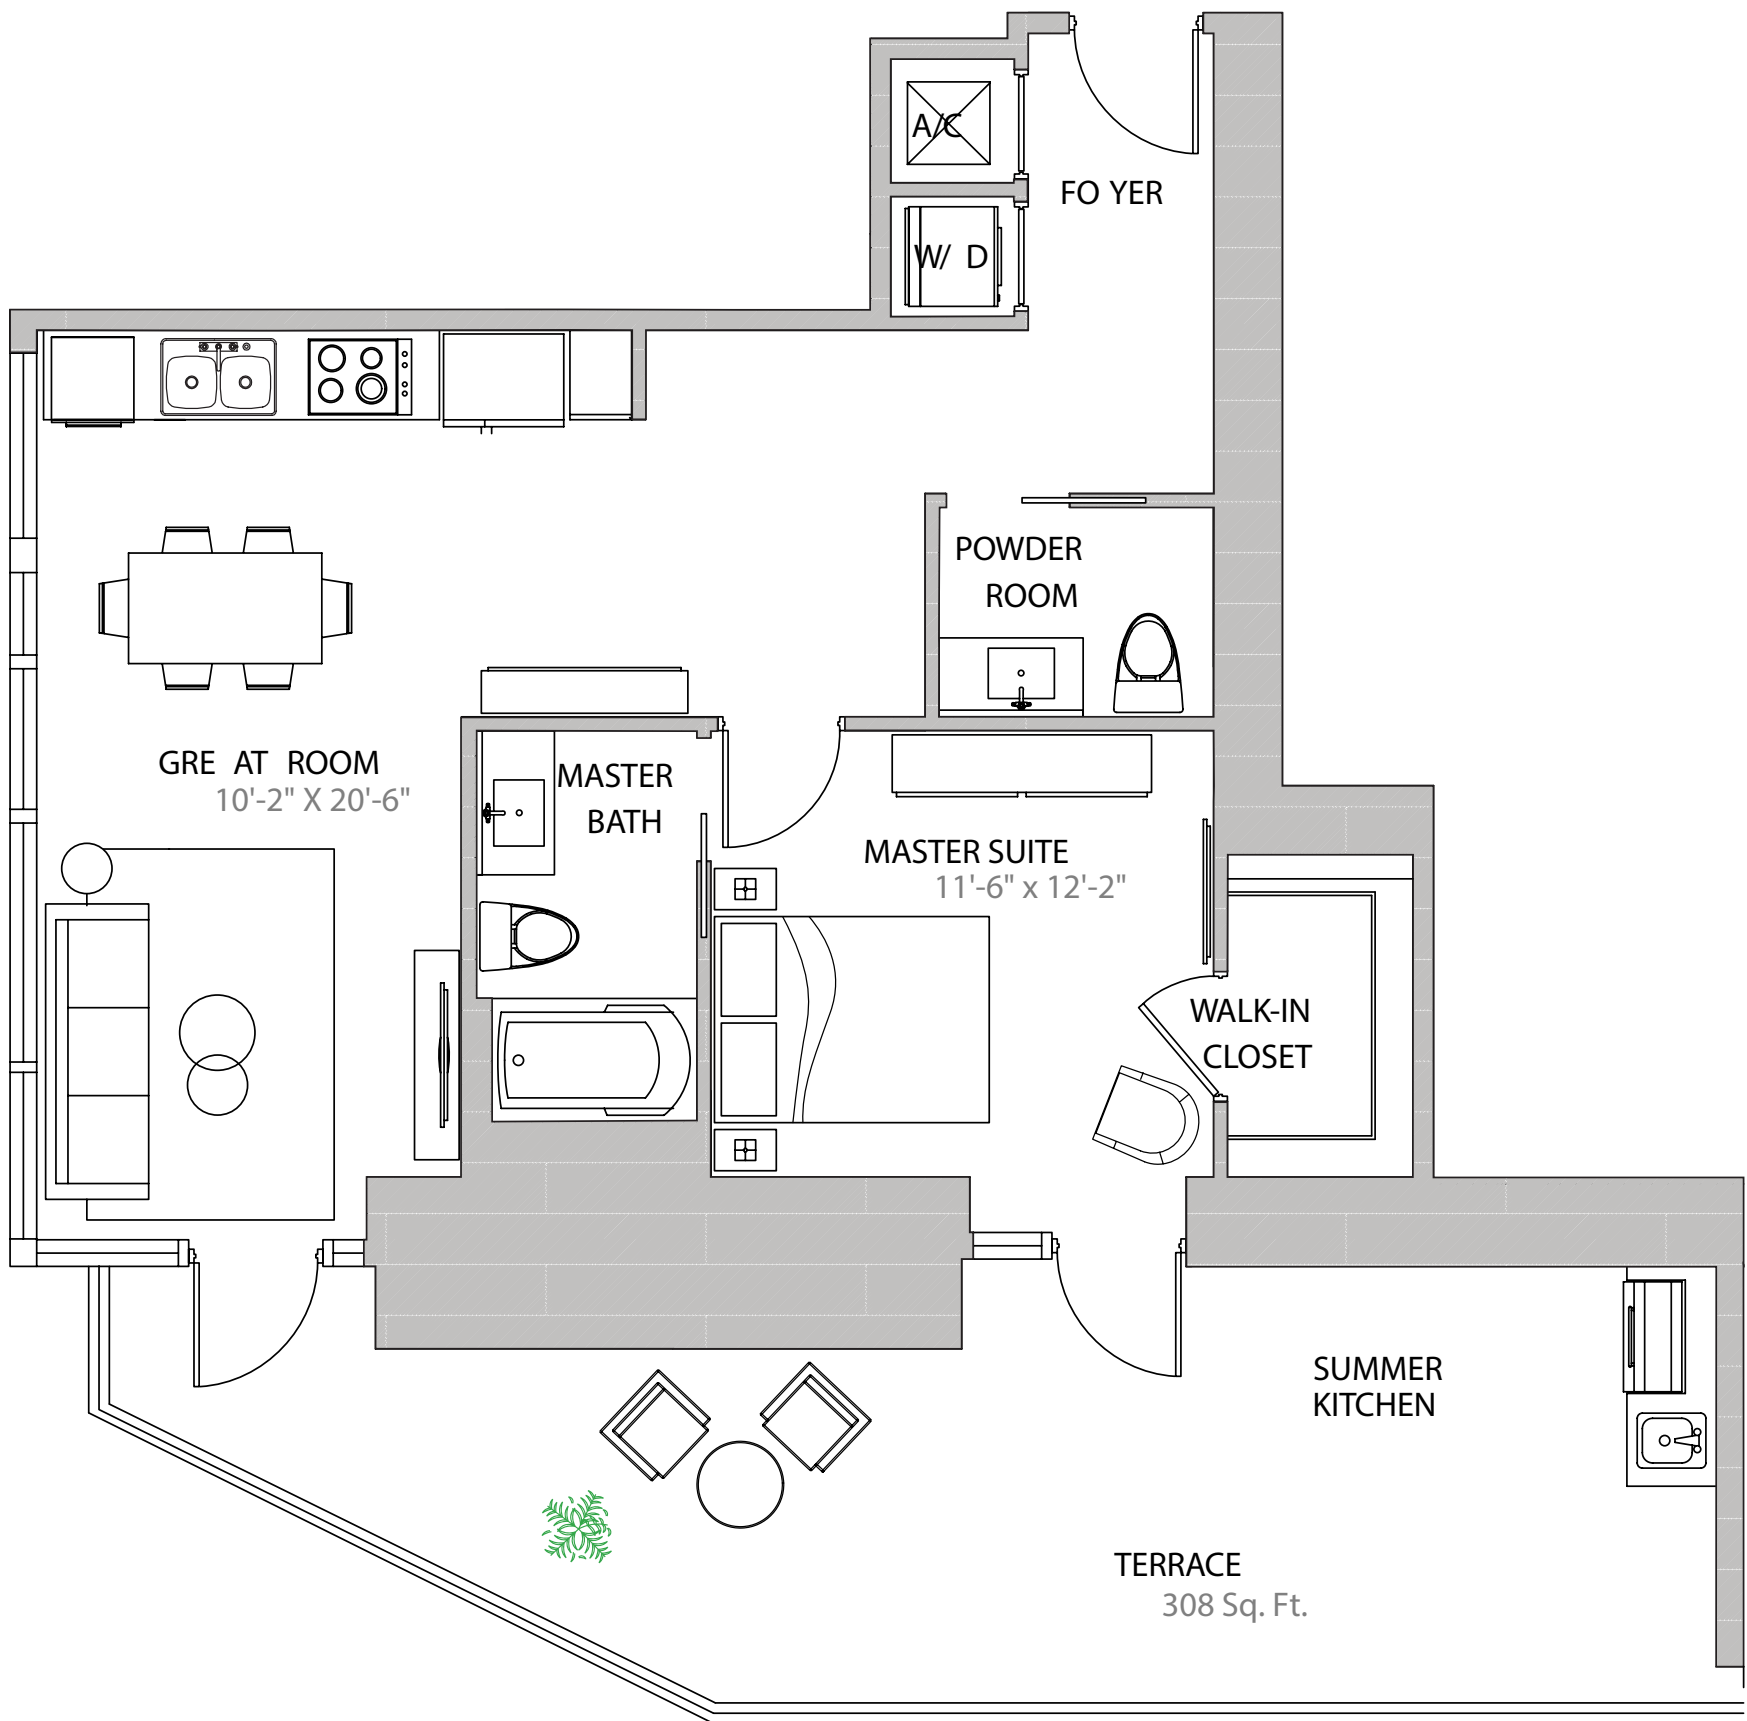 A/C
FO YER
W/ D
POWDER
ROOM
GRE AT ROOM
10'-2" X 20'-6"
MASTER
BATH
MASTER SUITE
11'-6" x 12'-2"
WALK-IN
CLOSET
SUMMER
KITCHEN
TERRACE
308 Sq. Ft.